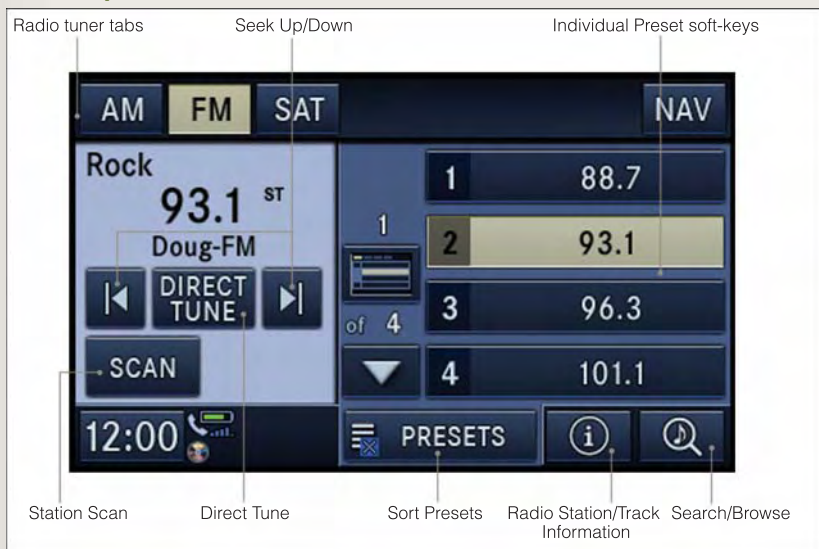 Radio tuner tabs Seek Up/Down Individual Preset soft-keys
AM FM SAT NAV
Rock
93.1 ST
Doug-FM
DIRECT
TUNE
SCAN
12:00
1
of 4
1 88.7
2 93.1
3 96.3
4 101.1
PRESETS
i
Station Scan Direct Tune Sort Presets Radio Station/Track
Information Search/Browse